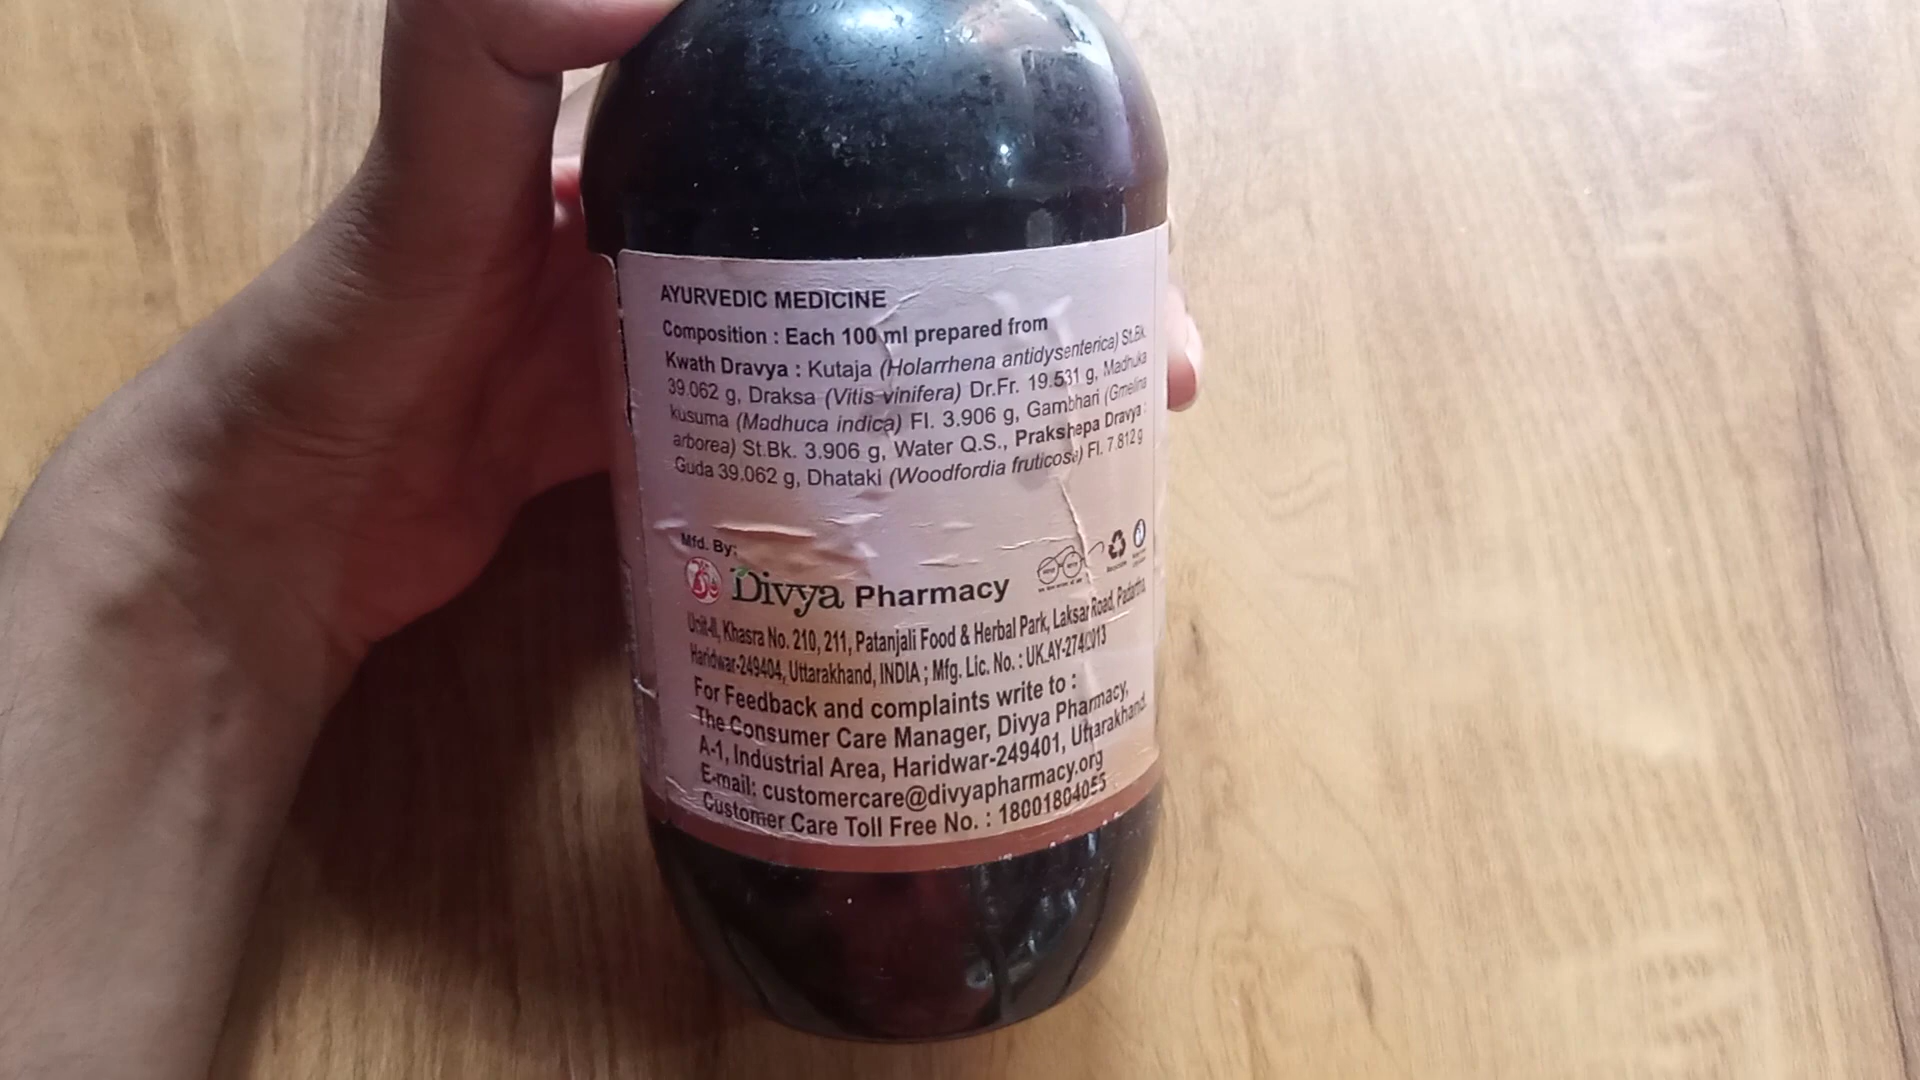 AYURVEDIC MEDICINE
Composition : Each 100 ml prepared from
Kwath Dravya : Kutaja (Holarrhena antidysenterica) St.Bk.
39.062 g, Draksa (Vitis vinifera) Dr.Fr. 19.531 g, Madhuka
kusuma (Madhuca indica) Fl. 3.906 g, Gambhari (Gmelina
arborea) St.Bk. 3.906 g, Water Q.S., Prakshepa Dravya :
Guda 39.062 g, Dhataki (Woodfordia fruticosa) Fl. 7.812 g
Mfd. By:
Divya Pharmacy
Unit-II, Khasra No. 210, 211, Patanjali Food & Herbal Park, Laksar Road, Padartha,
Haridwar-249404, Uttarakhand, INDIA ; Mfg. Lic. No. : UK.AY-274/2013
For Feedback and complaints write to :
The Consumer Care Manager, Divya Pharmacy,
A-1, Industrial Area, Haridwar-249401, Uttarakhand.
E-mail: customercare@divyapharmacy.org
Customer Care Toll Free No. : 18001804055